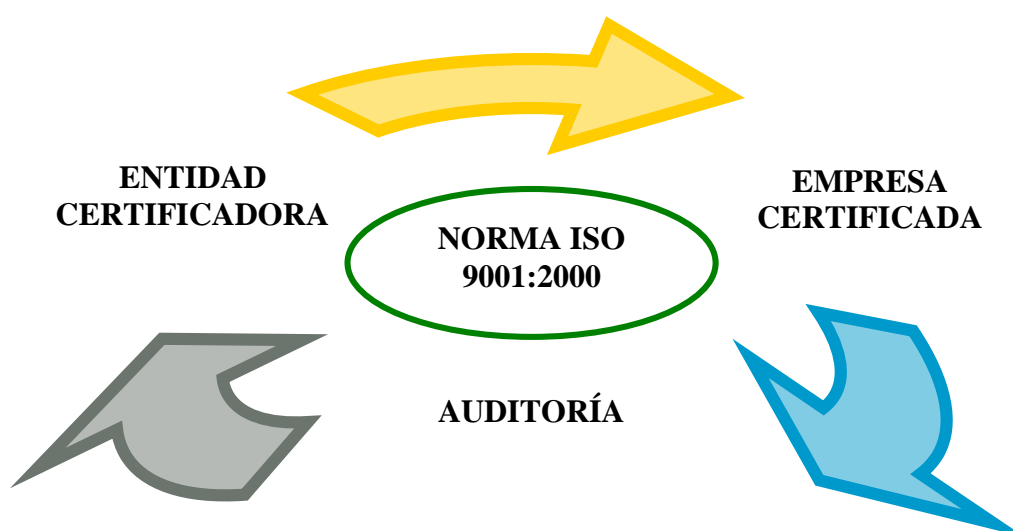 ENTIDAD
CERTIFICADORA
EMPRESA
CERTIFICADA
NORMA ISO
9001:2000
AUDITORÍA